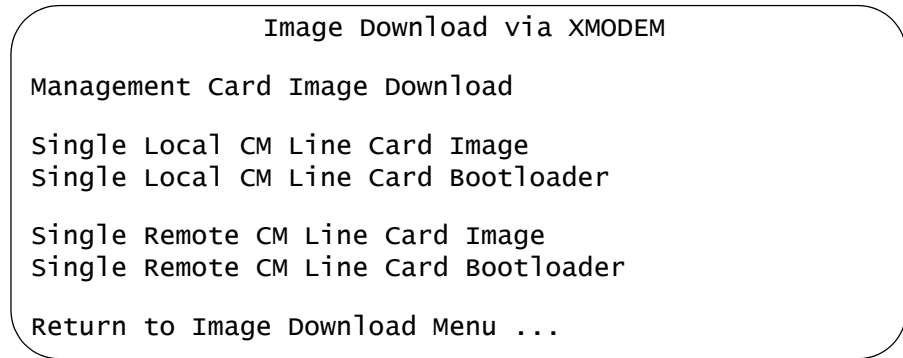 Image Download via XMODEM
Management Card Image Download
Single Local CM Line Card Image
Single Local CM Line Card Bootloader
Single Remote CM Line Card Image
Single Remote CM Line Card Bootloader
Return to Image Download Menu ...